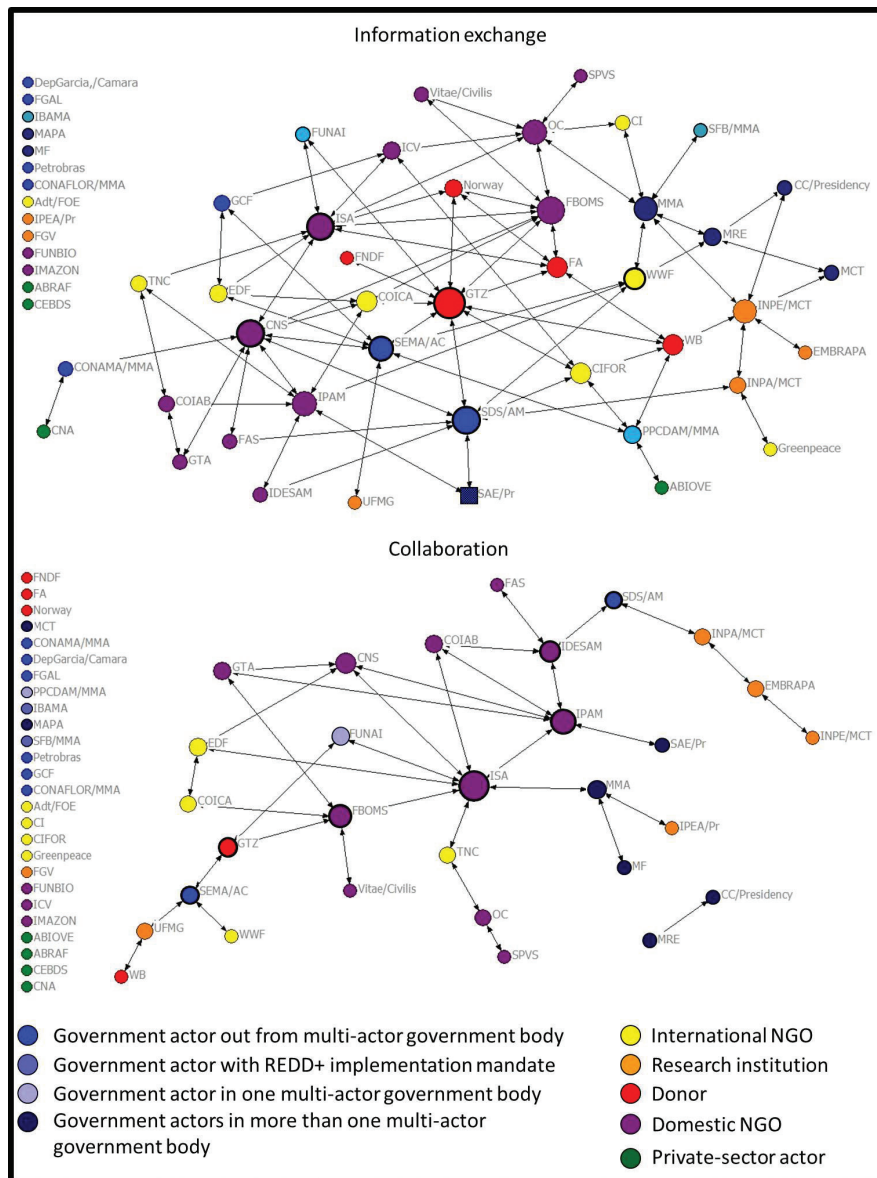 Information exchange
DepGarcia,/Camara
FGAL
IBAMA
MAPA
MF
Petrobras
CONAFLOR/MMA
Adt/FOE
IPEA/Pr
FGV
FUNBIO
IMAZON
ABRAF
CEBDS
SPVS
Vitae/Civilis
OC
CI
SFB/MMA
FUNAI
ICV
Norway
CC/Presidency
GCF
FBOMS
MMA
ISA
MRE
FNDF
FA
WWF
MCT
TNC
EDF
COICA
GTZ
INPE/MCT
CNS
SEMA/AC
WB
EMBRAPA
CONAMA/MMA
CIFOR
INPA/MCT
COIAB
IPAM
SDS/AM
PPCDAM/MMA
CNA
FAS
Greenpeace
GTA
IDESAM
UFMG
SAE/Pr
ABIOVE
Collaboration
FNDF
FA
Norway
MCT
CONAMA/MMA
DepGarcia/Camara
FGAL
PPCDAM/MMA
IBAMA
MAPA
SFB/MMA
Petrobras
GCF
CONAFLOR/MMA
Adt/FOE
CI
CIFOR
Greenpeace
FGV
FUNBIO
ICV
IMAZON
ABIOVE
ABRAF
CEBDS
CNA
FAS
SDS/AM
COIAB
IDESAM
INPA/MCT
GTA
CNS
EMBRAPA
IPAM
FUNAI
SAE/Pr
INPE/MCT
EDF
ISA
MMA
COICA
FBOMS
IPEA/Pr
GTZ
TNC
MF
SEMA/AC
Vitae/Civilis
CC/Presidency
OC
UFMG
WWF
MRE
SPVS
WB
Government actor out from multi-actor government body
Government actor with REDD+ implementation mandate
Government actor in one multi-actor government body
Government actors in more than one multi-actor
government body
International NGO
Research institution
Donor
Domestic NGO
Private-sector actor